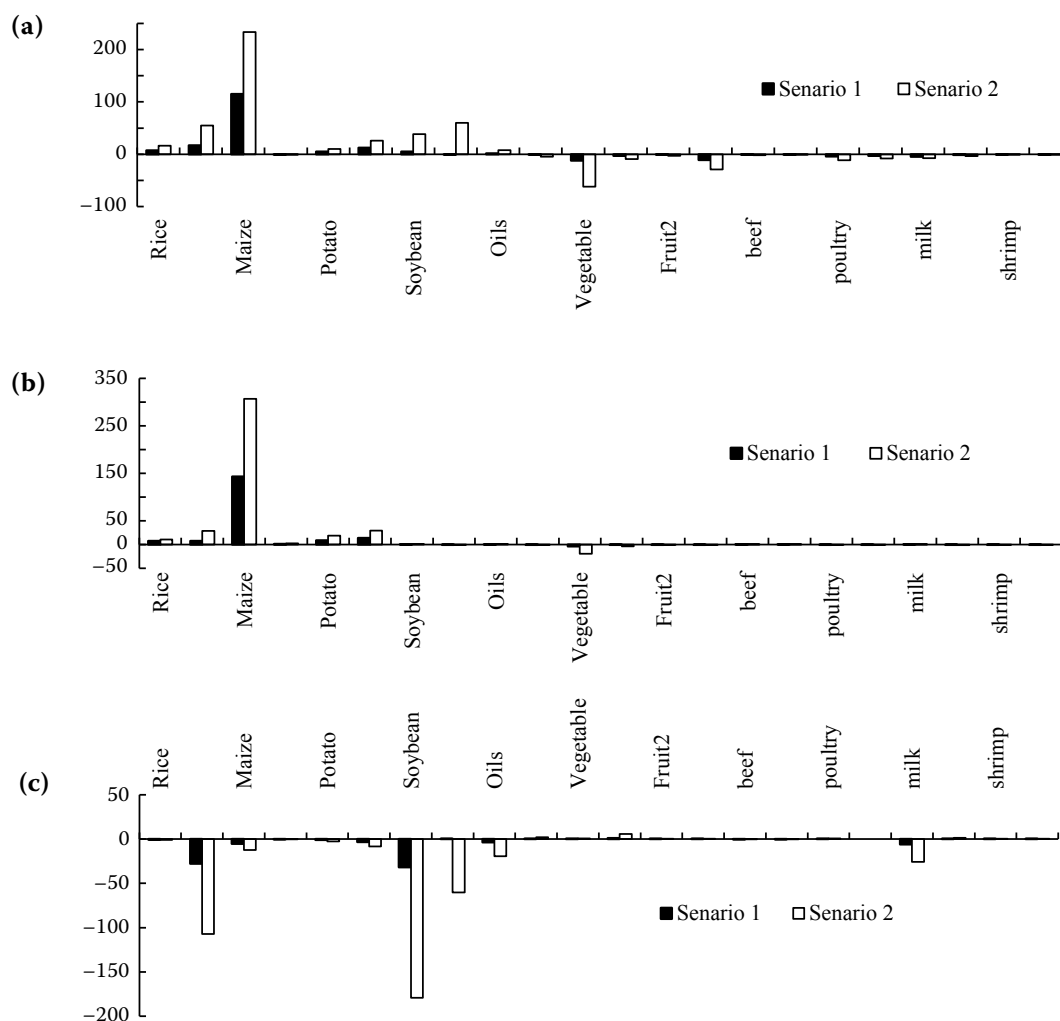 (a)
200
100
0
−100
Senario 1 Senario 2
Rice Maize Potato Soybean Oils Vegetable Fruit2 beef poultry milk shrimp
(b)
350
250
150
50
0
−50
Senario 1 Senario 2
Rice Maize Potato Soybean Oils Vegetable Fruit2 beef poultry milk shrimp
(c)
Rice Maize Potato Soybean Oils Vegetable Fruit2 beef poultry milk shrimp
50
0
−50
−100
−150
−200
Senario 1 Senario 2